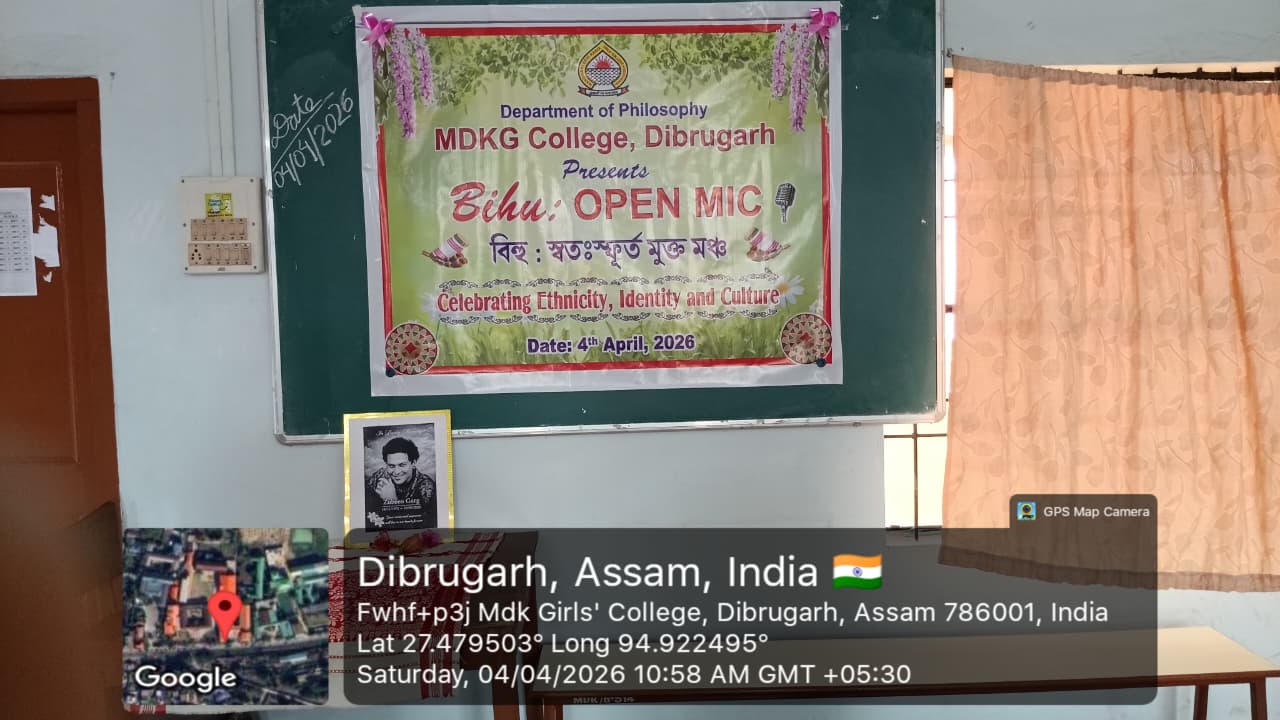 Date
04/04/2026
Department of Philosophy
MDKG College, Dibrugarh
Presents
Bihu: OPEN MIC
বিহু : স্বতঃস্ফূৰ্ত মুক্ত মঞ্চ
Celebrating Ethnicity, Identity and Culture
Date: 4th April, 2026
Zubeen Garg
GPS Map Camera
Dibrugarh, Assam, India
Fwhf+p3j Mdk Girls' College, Dibrugarh, Assam 786001, India
Lat 27.479503° Long 94.922495°
Saturday, 04/04/2026 10:58 AM GMT +05:30
Google